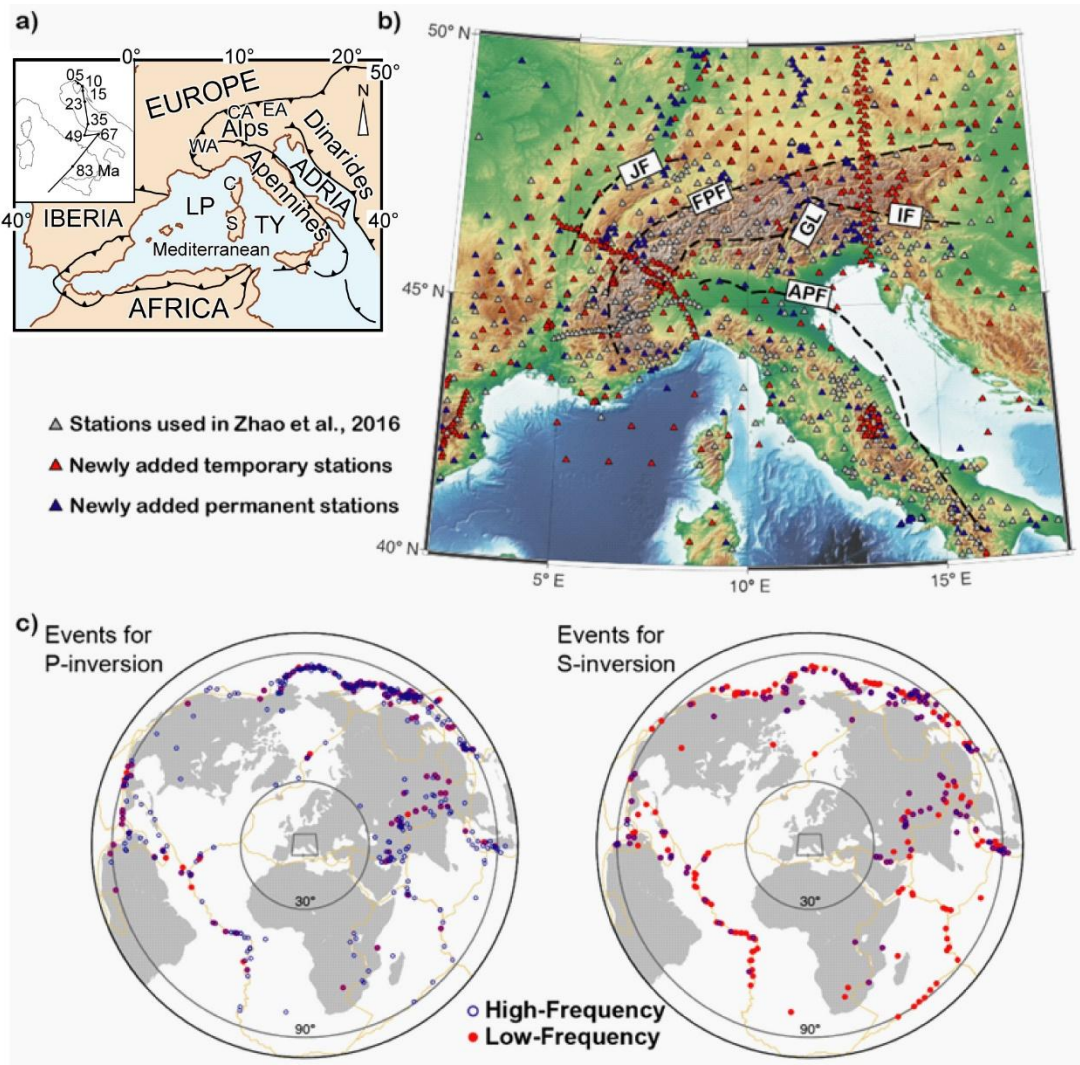 a)
0°
10°
20°
50°
05
10
15
23
35
49
67
83 Ma
N
EUROPE
CA
EA
Alps
WA
Dinarides
Apennines
ADRIA
C
LP
S
TY
40°
IBERIA
40°
Mediterranean
AFRICA
b)
50° N
JF
FPF
GL
IF
45° N
APF
40° N
5° E
10° E
15° E
Stations used in Zhao et al., 2016
Newly added temporary stations
Newly added permanent stations
c)
Events for
P-inversion
30°
90°
Events for
S-inversion
30°
90°
High-Frequency
Low-Frequency